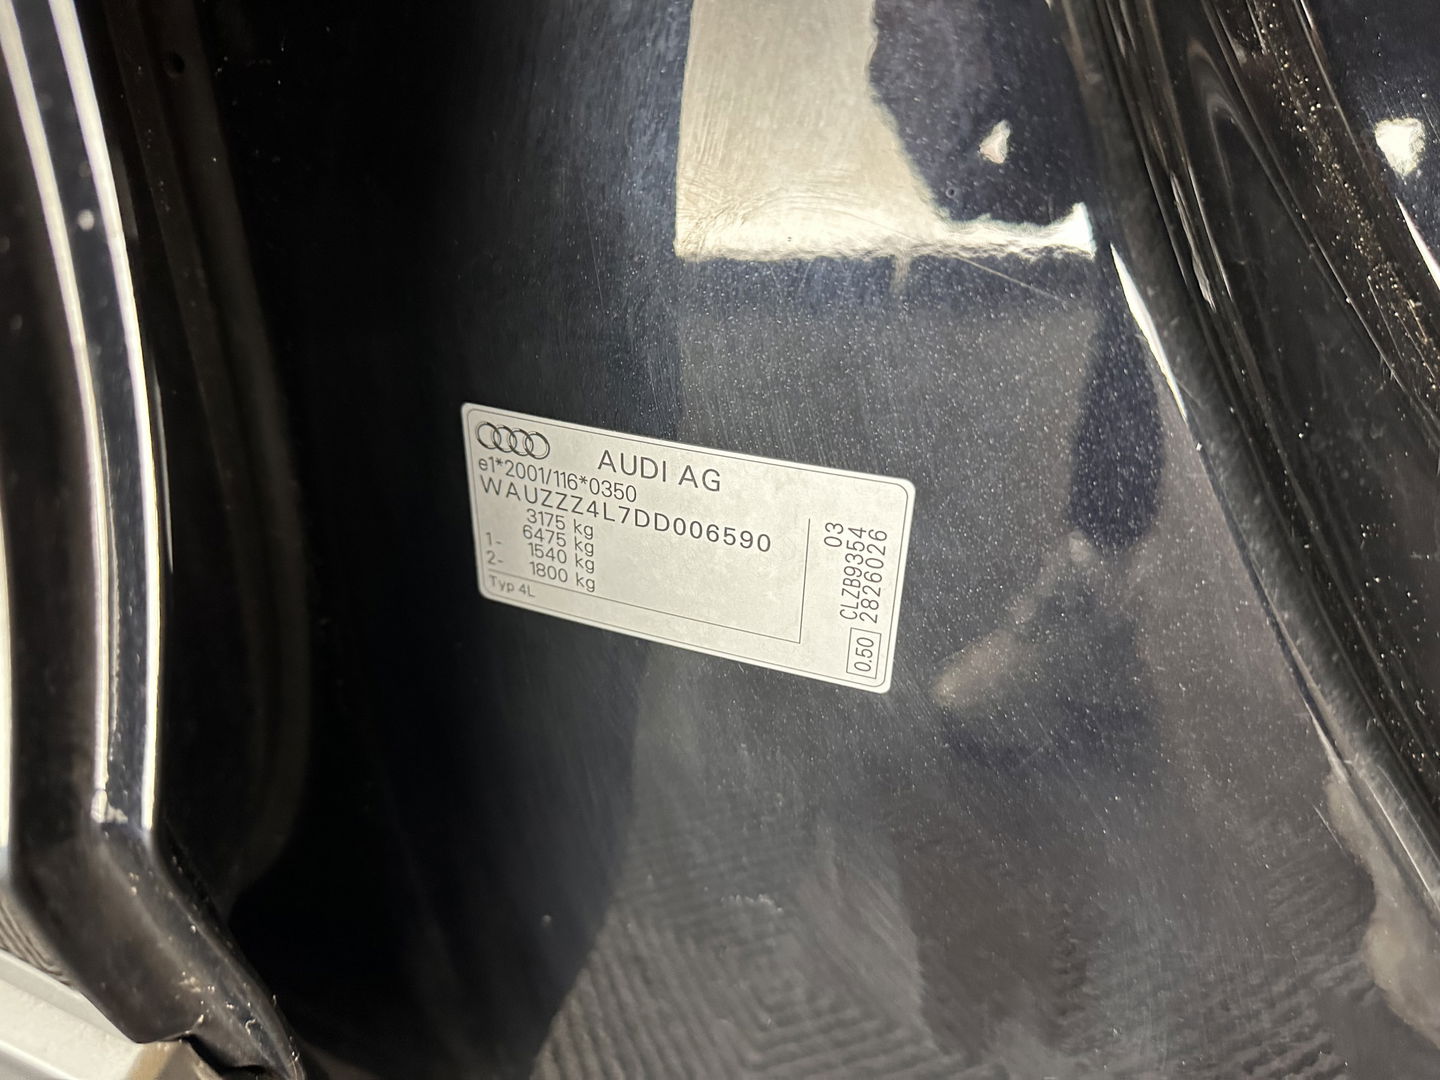 AUDI AG
e1*2001/116*0350
WAUZZZ4L7DD006590
3175 kg
6475 kg
1- 1540 kg
2- 1800 kg
Typ 4L
03
CLZB9354
0.50 2826026